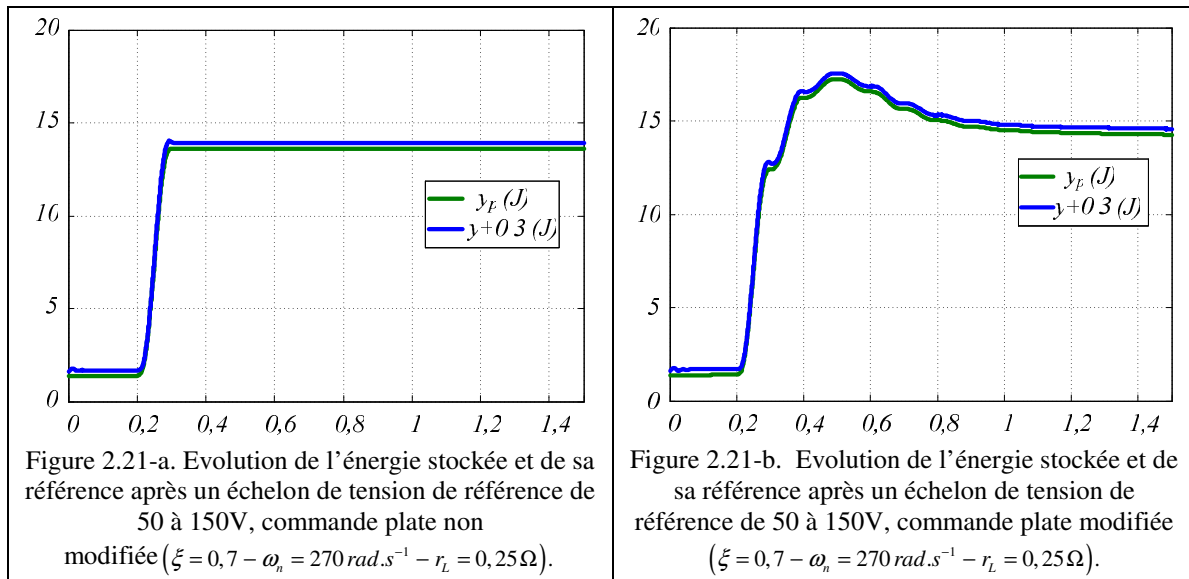 20
15
10
5
0
0
0,2
0,4
0,6
0,8
1
1,2
1,4
y_p (J)
y+0 3 (J)
Figure 2.21-a. Evolution de l’énergie stockée et de sa
référence après un échelon de tension de référence de
50 à 150V, commande plate non
modifiée (ξ = 0,7 − ω_n = 270 rad.s⁻¹ − r_L = 0,25Ω).
20
15
10
5
0
0
0,2
0,4
0,6
0,8
1
1,2
1,4
y_p (J)
y+0 3 (J)
Figure 2.21-b. Evolution de l’énergie stockée et de
sa référence après un échelon de tension de
référence de 50 à 150V, commande plate modifiée
(ξ = 0,7 − ω_n = 270 rad.s⁻¹ − r_L = 0,25Ω).